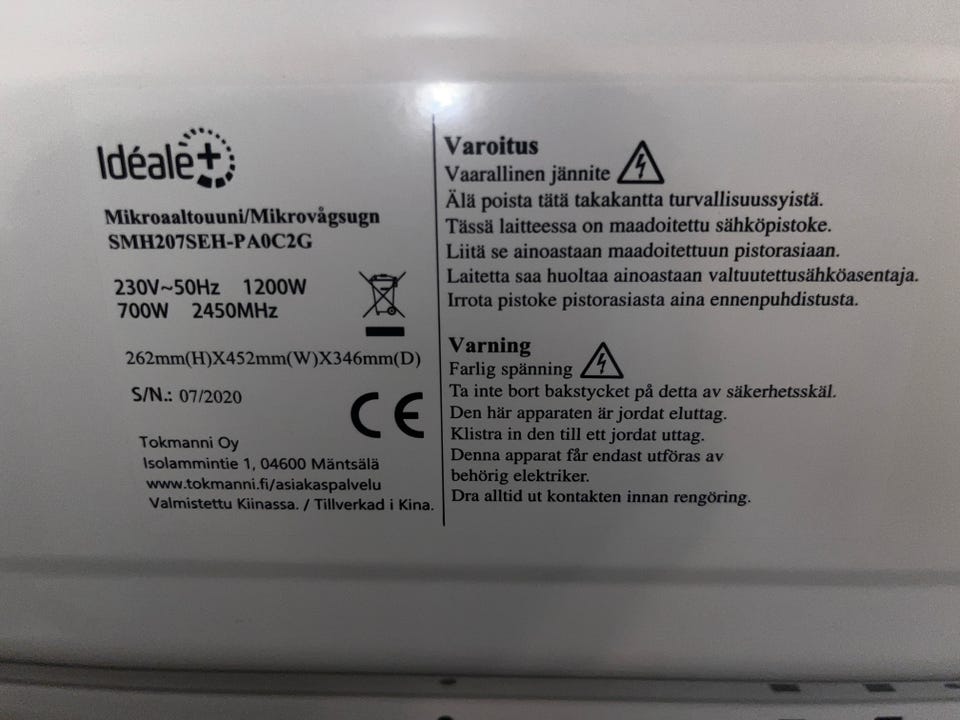 Idéale+
Mikroaaltouuni/Mikrovågsugn
SMH207SEH-PA0C2G
230V~50Hz 1200W
700W 2450MHz
262mm(H)X452mm(W)X346mm(D)
S/N.: 07/2020
CE
Tokmanni Oy
Isolammintie 1, 04600 Mäntsälä
www.tokmanni.fi/asiakaspalvelu
Valmistettu Kiinassa. / Tillverkad i Kina.
Varoitus
Vaarallinen jännite
Älä poista tätä takakantta turvallisuussyistä.
Tässä laitteessa on maadoitettu sähköpistoke.
Liitä se ainoastaan maadoitettuun pistorasiaan.
Laitetta saa huoltaa ainoastaan valtuutettusähköasentaja.
Irrota pistoke pistorasiasta aina ennenpuhdistusta.
Varning
Farlig spänning
Ta inte bort bakstycket på detta av säkerhetsskäl.
Den här apparaten är jordat eluttag.
Klistra in den till ett jordat uttag.
Denna apparat får endast utföras av
behörig elektriker.
Dra alltid ut kontakten innan rengöring.